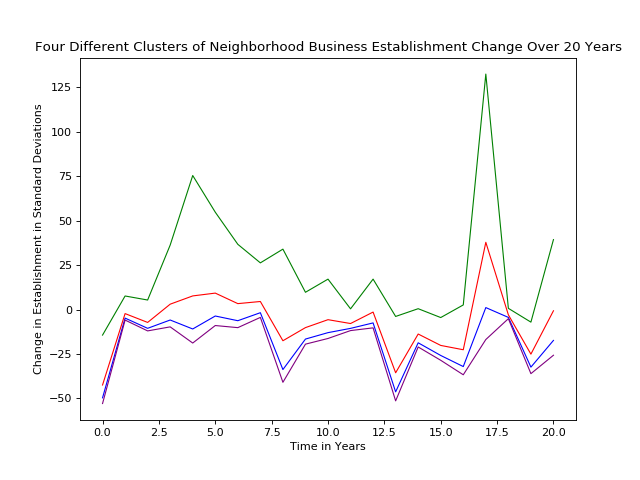 Four Different Clusters of Neighborhood Business Establishment Change Over 20 Years
Change in Establishment in Standard Deviations
125
100
75
50
25
0
−25
−50
0.0 2.5 5.0 7.5 10.0 12.5 15.0 17.5 20.0
Time in Years